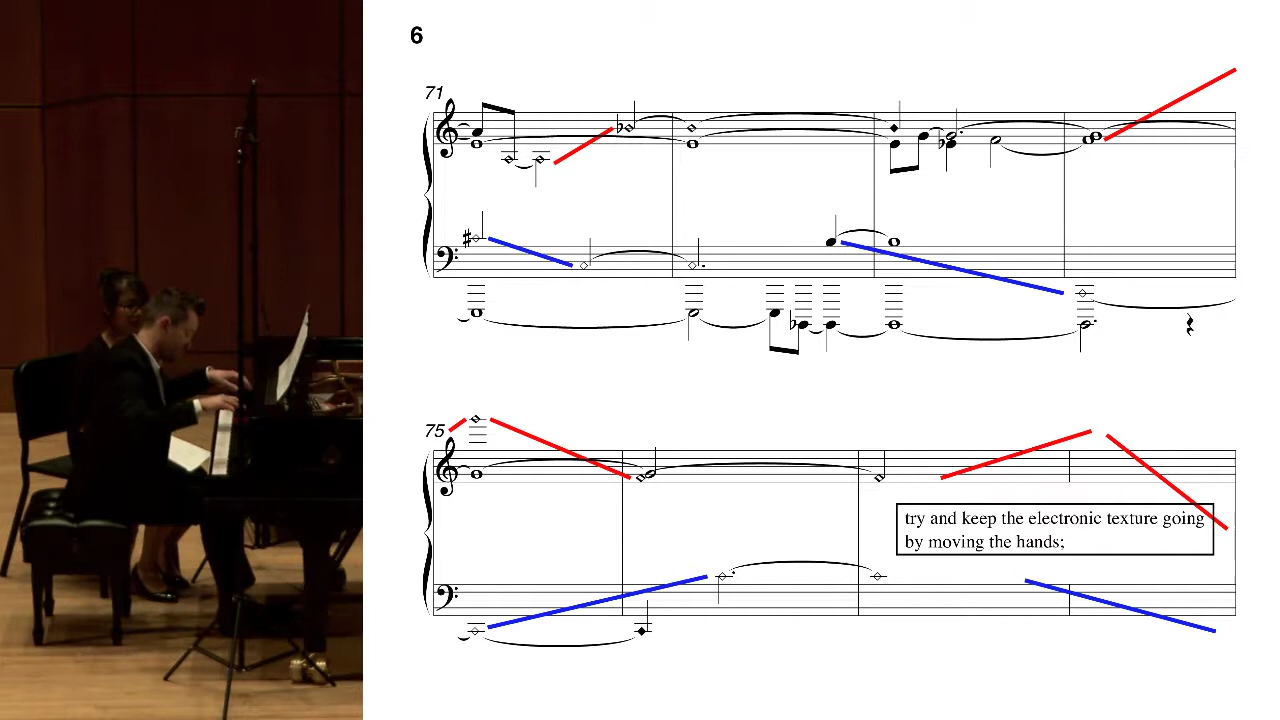 6
71
75
try and keep the electronic texture going
by moving the hands;